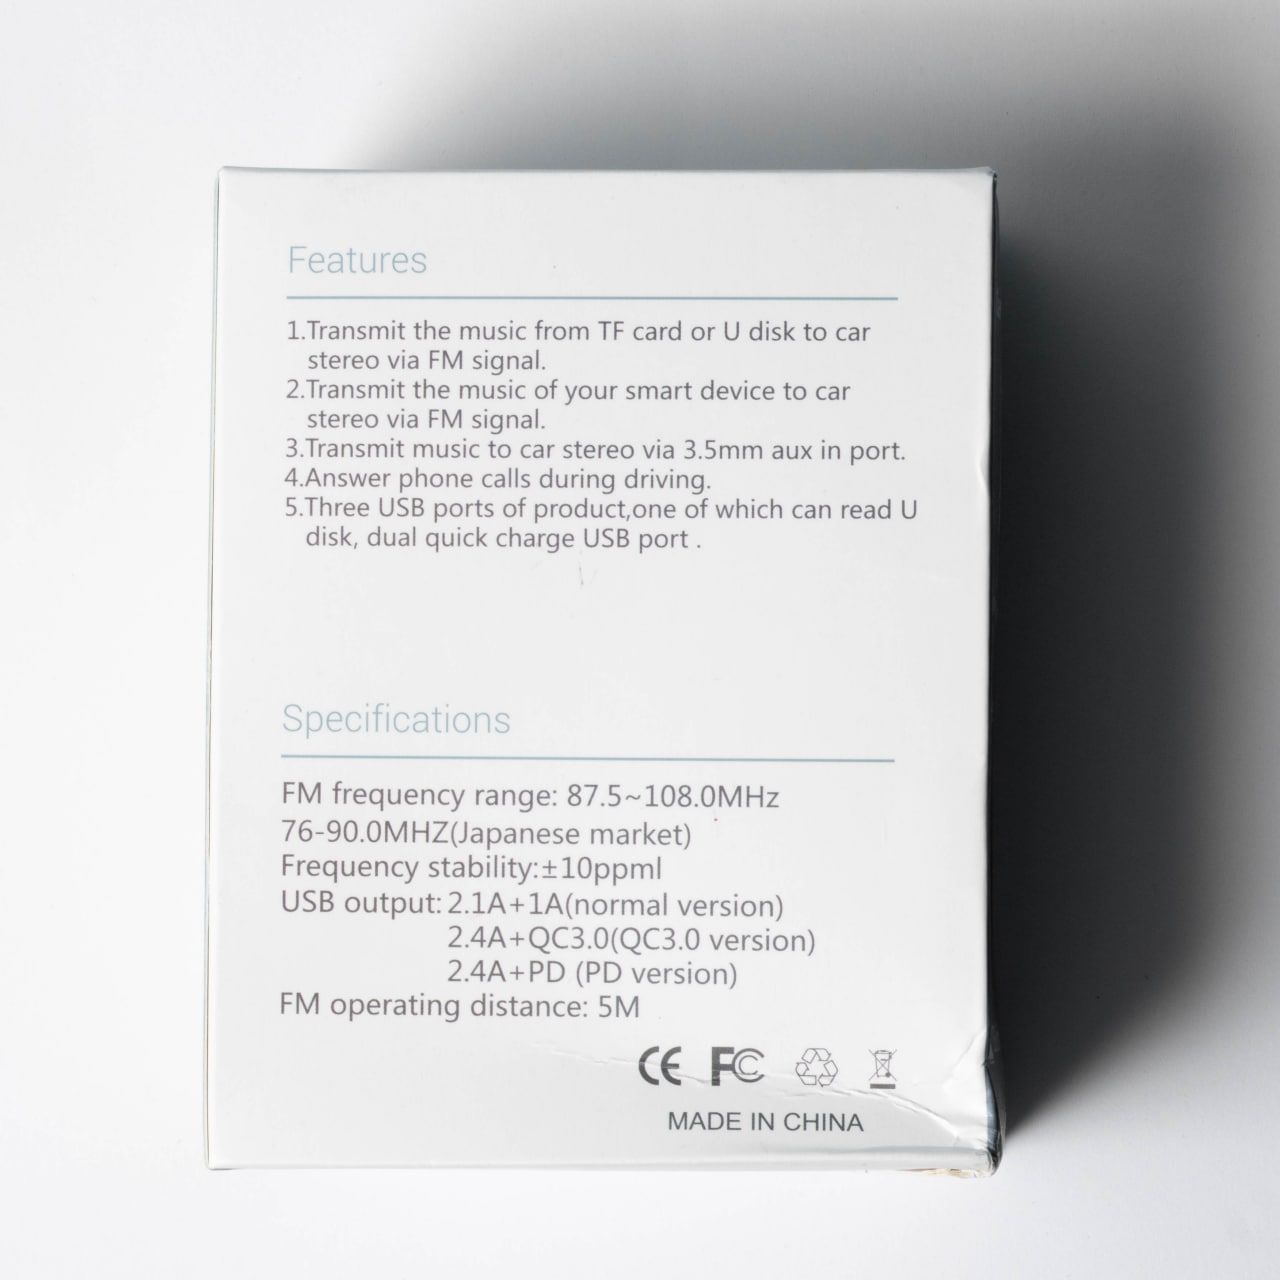 Features
1.Transmit the music from TF card or U disk to car
stereo via FM signal.
2.Transmit the music of your smart device to car
stereo via FM signal.
3.Transmit music to car stereo via 3.5mm aux in port.
4.Answer phone calls during driving.
5.Three USB ports of product,one of which can read U
disk, dual quick charge USB port .
Specifications
FM frequency range: 87.5~108.0MHz
76-90.0MHZ(Japanese market)
Frequency stability:±10ppml
USB output: 2.1A+1A(normal version)
2.4A+QC3.0(QC3.0 version)
2.4A+PD (PD version)
FM operating distance: 5M
CE FC
MADE IN CHINA